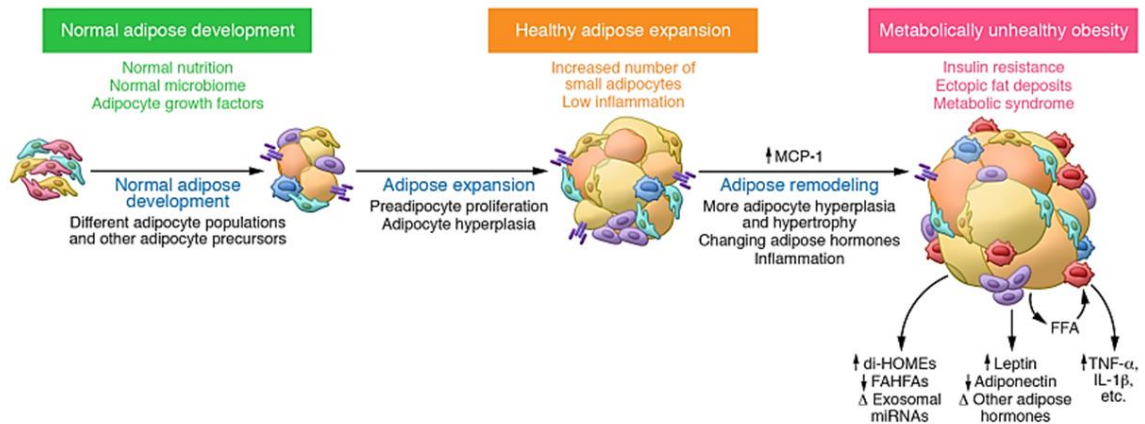 Normal adipose development
Healthy adipose expansion
Metabolically unhealthy obesity
Normal nutrition
Normal microbiome
Adipocyte growth factors
Increased number of
small adipocytes
Low inflammation
Insulin resistance
Ectopic fat deposits
Metabolic syndrome
Normal adipose
development
Different adipocyte populations
and other adipocyte precursors
Adipose expansion
Preadipocyte proliferation
Adipocyte hyperplasia
↑MCP-1
Adipose remodeling
More adipocyte hyperplasia
and hypertrophy
Changing adipose hormones
Inflammation
FFA
↑di-HOMEs
↓FAHFAs
Δ Exosomal
miRNAs
↑Leptin
↓Adiponectin
Δ Other adipose
hormones
↑TNF-α,
IL-1β,
etc.